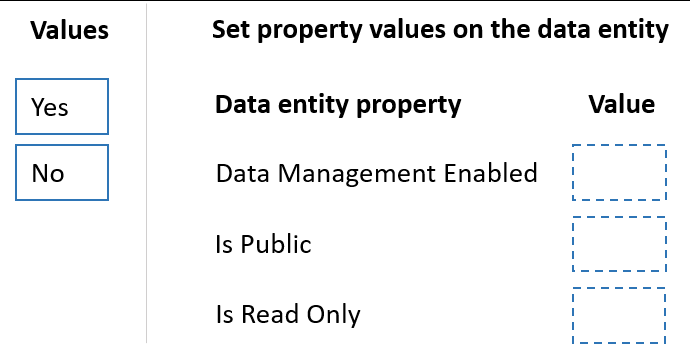 Values
Yes
No
Set property values on the data entity
Data entity property Value
Data Management Enabled
Is Public
Is Read Only